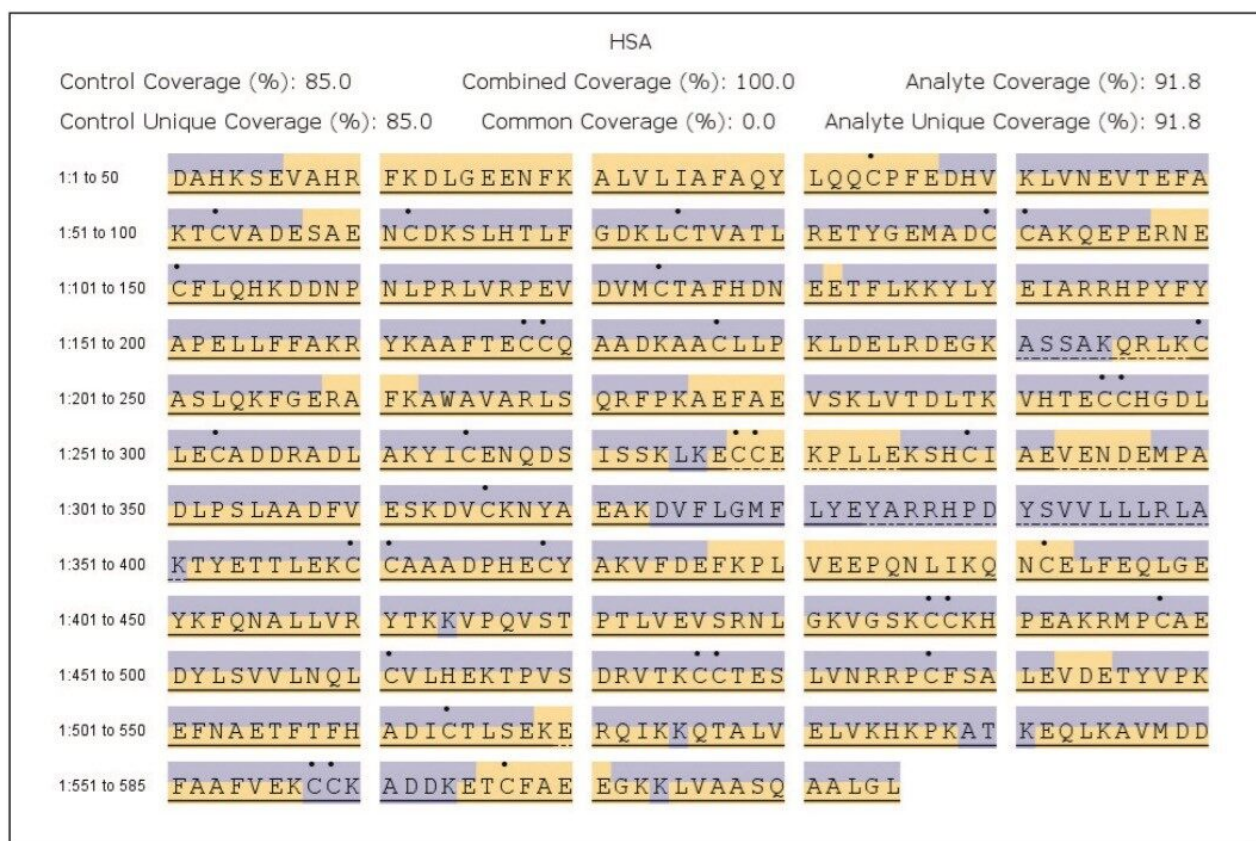 HSA
Control Coverage (%): 85.0 Combined Coverage (%): 100.0 Analyte Coverage (%): 91.8
Control Unique Coverage (%): 85.0 Common Coverage (%): 0.0 Analyte Unique Coverage (%): 91.8
1:1 to 50 DAHKSEVAHR FKDLGEENFK ALVLIAFAQY LQQCPFEDHV KLVNEVTEFA
1:51 to 100 KTCVADESAE NCDKSLHTLF GDKLCTVATL RETYGEMADC CAKQEPERNE
1:101 to 150 CFLQHKDDNP NLPRLVRPEV DVMCTAFHDN EETFLKKYLY EIARRHPYFY
1:151 to 200 APELLFFAKR YKAAFTECCQ AADKAACLLP KLDELRDEGK ASSAKQRLKC
1:201 to 250 ASLQKFGERA FKAWAVARLS QRFPKAEFAE VSKLVTDLTK VHTECCHGDL
1:251 to 300 LECADDRADL AKYICENQDS ISSKLKECCE KPLLEKSHCI AEVENDEMPA
1:301 to 350 DLPSLAADFV ESKDVCKNYA EAKDVFLGMF LYEYARRHPD YSVVLLLRLA
1:351 to 400 KTYETTLEKC CAAADPHECY AKVFDEFKPL VEEPQNLIKQ NCELFEQLGE
1:401 to 450 YKFQNALLVR YTKKVPQVST PTLVEVSRNL GKVGSKCCKH PEAKRMPCAE
1:451 to 500 DYLSVVLNQL CVLHEKTPVS DRVTKCCTES LVNRRPCFSA LEVDETYVPK
1:501 to 550 EFNAETFTFH ADICTLSEKE RQIKKQTALV ELVKHKPKAT KEQLKAVMDD
1:551 to 585 FAAFVEKCCK ADDKETCFAE EGKKLVAASQ AALGL